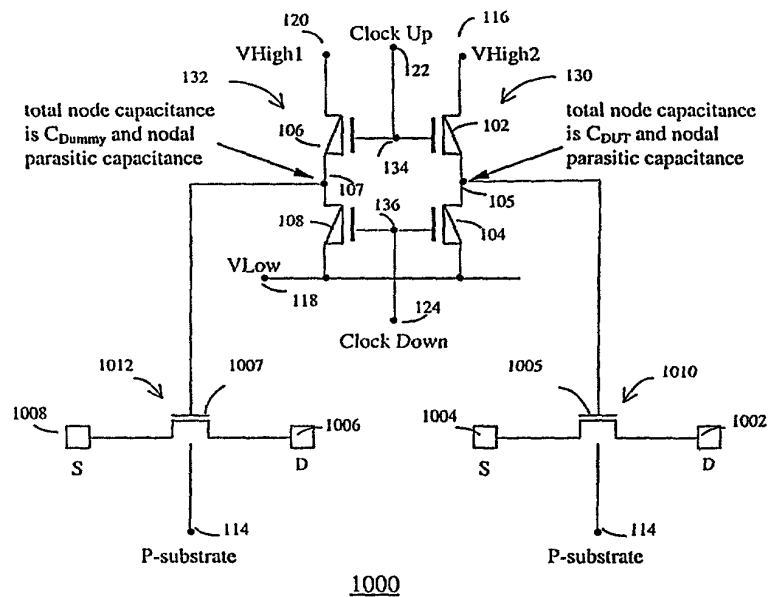 120
116
Clock Up
VHigh1
VHigh2
122
132
130
total node capacitance
is CDummy and nodal
parasitic capacitance
total node capacitance
is CDUT and nodal
parasitic capacitance
106
102
134
107
105
136
108
104
VLow
118
124
Clock Down
1012
1007
1005
1010
1008
1006
1004
1002
S
D
S
D
114
114
P-substrate
P-substrate
1000